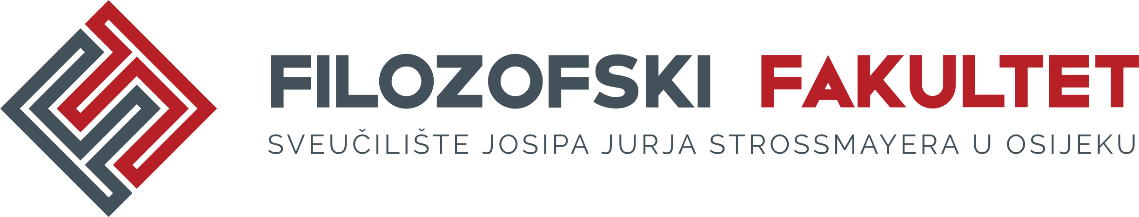 FILOZOFSKI FAKULTET
SVEUČILIŠTE JOSIPA JURJA STROSSMAYERA U OSIJEKU